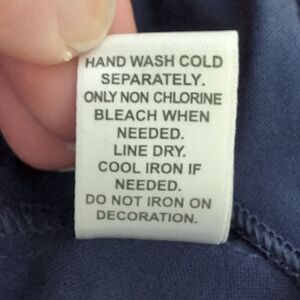 HAND WASH COLD
SEPARATELY.
ONLY NON CHLORINE
BLEACH WHEN
NEEDED.
LINE DRY.
COOL IRON IF
NEEDED.
DO NOT IRON ON
DECORATION.